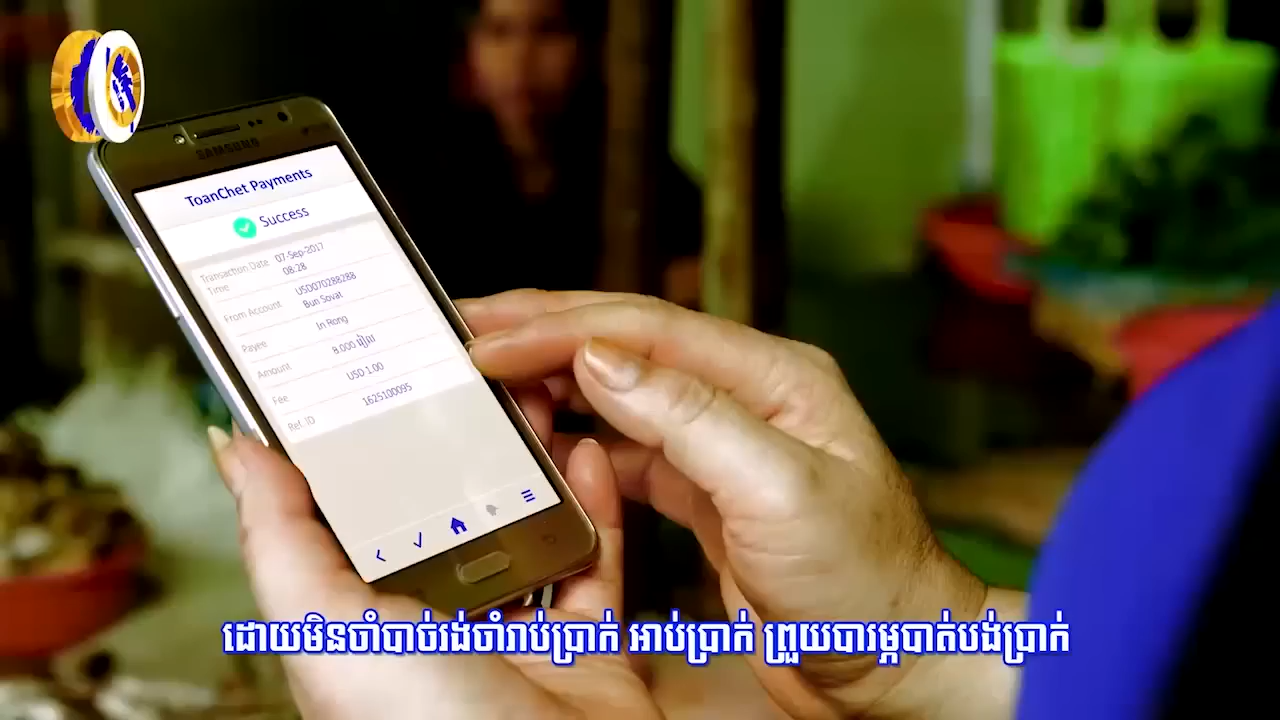 SAMSUNG
ToanChet Payments
Success
Transaction Date 07-Sep-2017
Time 08:28
From Account USD070288288
Bun Sovat
Payee In Rong
Amount 8.000 រៀល
Fee USD 1.00
Ref. ID 1625100095
ដោយមិនចាំបាច់រង់ចាំរាប់ប្រាក់ អាប់ប្រាក់ ព្រួយបារម្ភបាត់បង់ប្រាក់